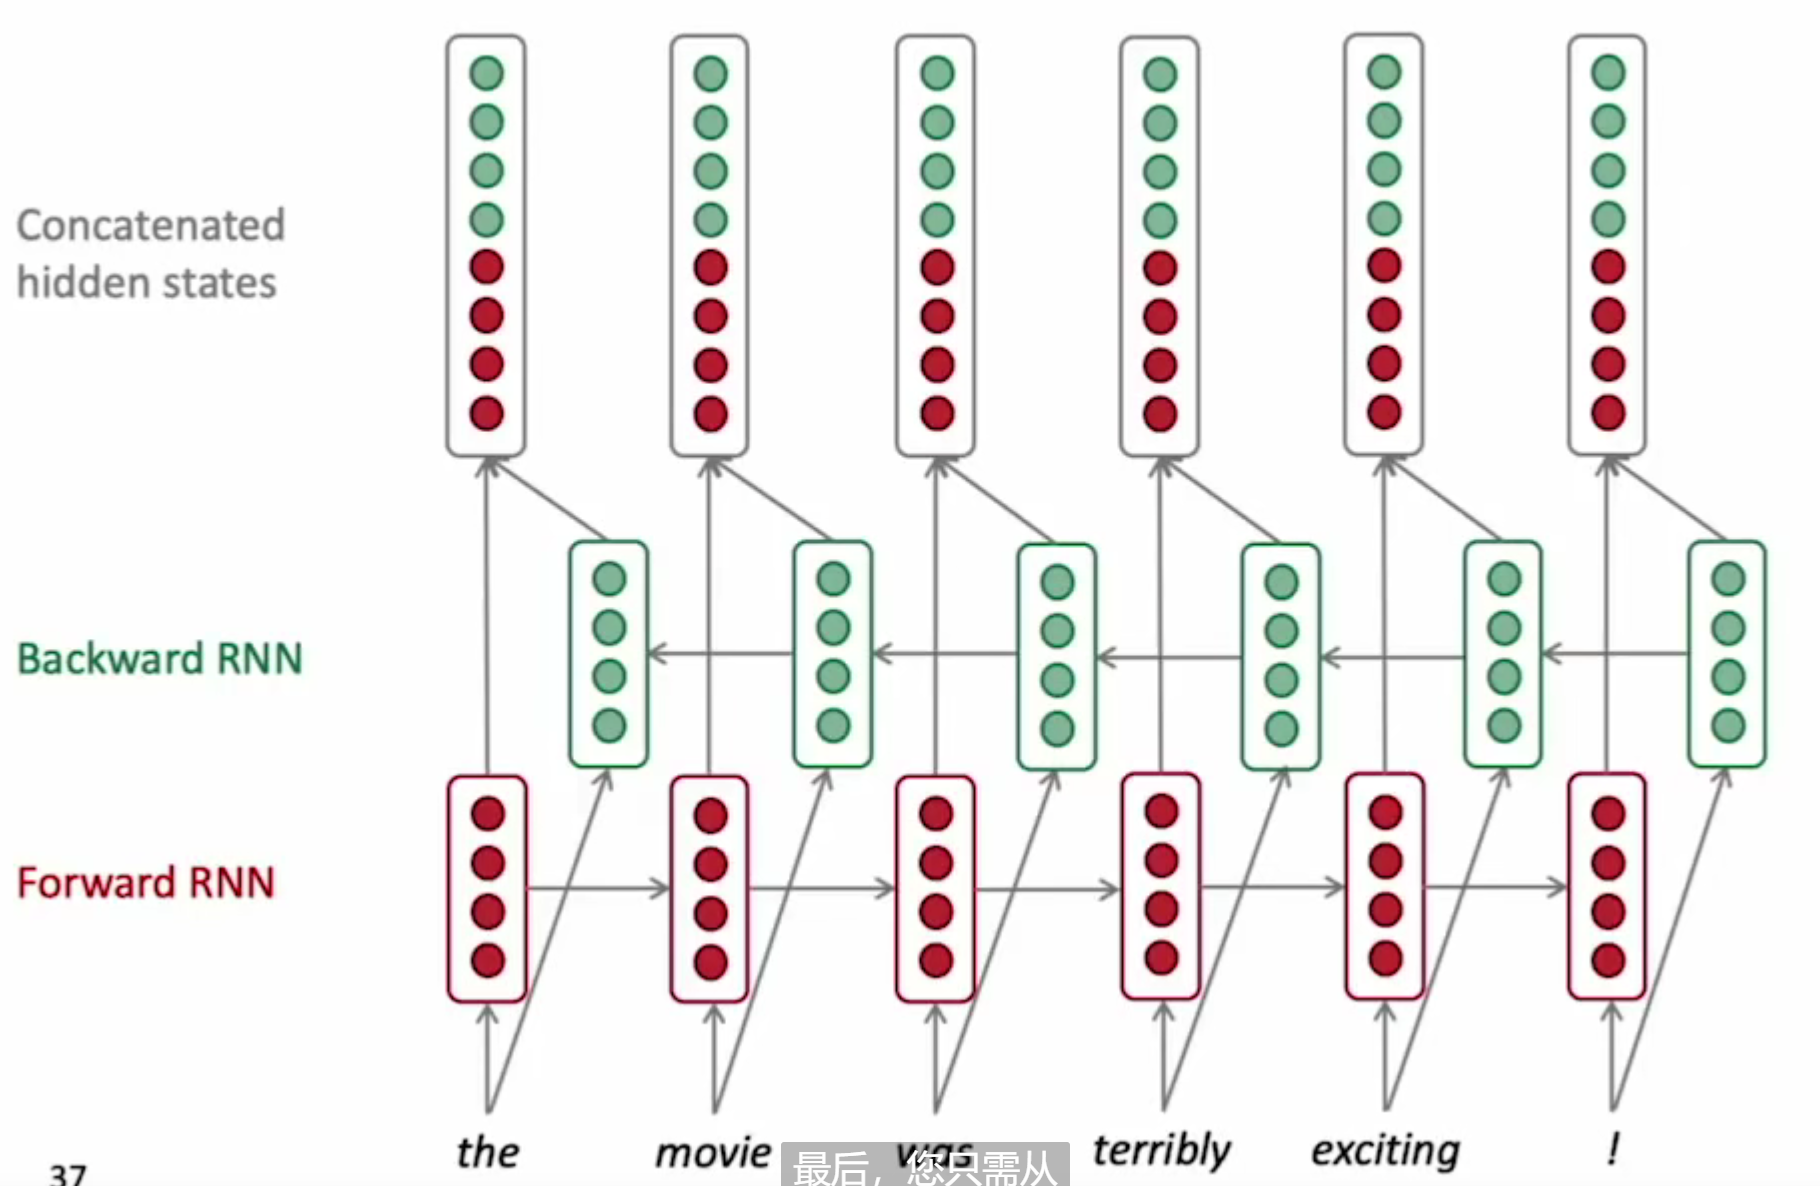 Concatenated
hidden states
Backward RNN
Forward RNN
the movie was terribly exciting !
最后，您只需从
37